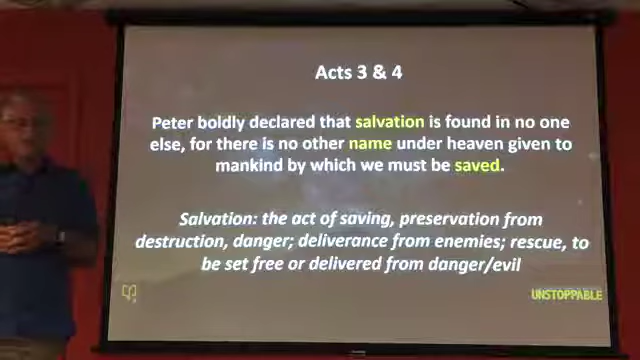 Acts 3 & 4
Peter boldly declared that salvation is found in no one
else, for there is no other name under heaven given to
mankind by which we must be saved.
Salvation: the act of saving, preservation from
destruction, danger; deliverance from enemies; rescue, to
be set free or delivered from danger/evil
UNSTOPPABLE